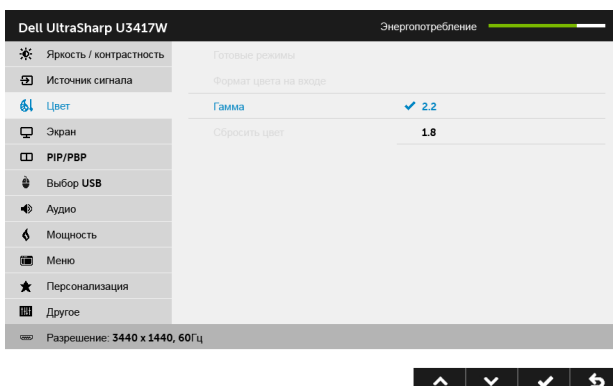 Dell UltraSharp U3417W
Энергопотребление
Яркость / контрастность
Готовые режимы
Источник сигнала
Формат цвета на входе
Цвет
Гамма
2.2
Экран
Сбросить цвет
1.8
PIP/PBP
Выбор USB
Аудио
Мощность
Меню
Персонализация
Другое
Разрешение: 3440 x 1440, 60Гц